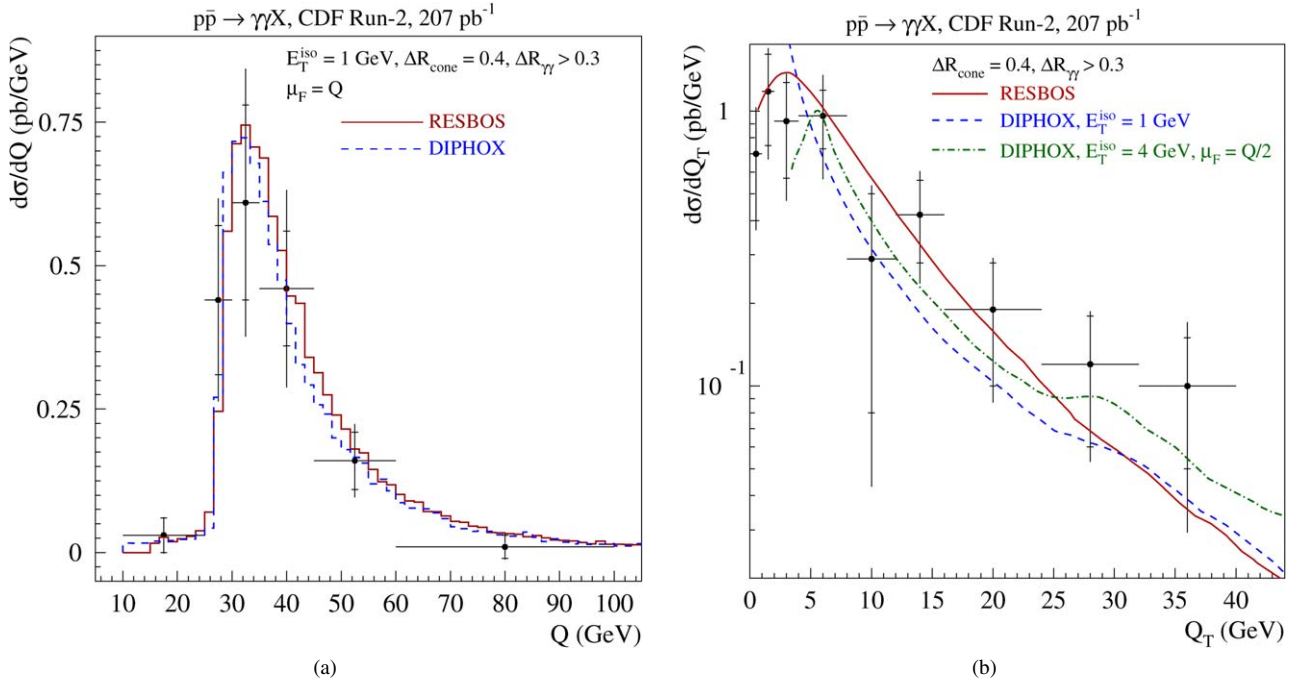 pp̄ → γγX, CDF Run-2, 207 pb⁻¹
E_T^iso = 1 GeV, ΔR_cone = 0.4, ΔR_γγ > 0.3
μ_F = Q
RESBOS
DIPHOX
dσ/dQ (pb/GeV)
0.75
0.5
0.25
0
10 20 30 40 50 60 70 80 90 100
Q (GeV)
(a)
pp̄ → γγX, CDF Run-2, 207 pb⁻¹
ΔR_cone = 0.4, ΔR_γγ > 0.3
RESBOS
DIPHOX, E_T^iso = 1 GeV
DIPHOX, E_T^iso = 4 GeV, μ_F = Q/2
dσ/dQ_T (pb/GeV)
1
10⁻¹
0 5 10 15 20 25 30 35 40
Q_T (GeV)
(b)